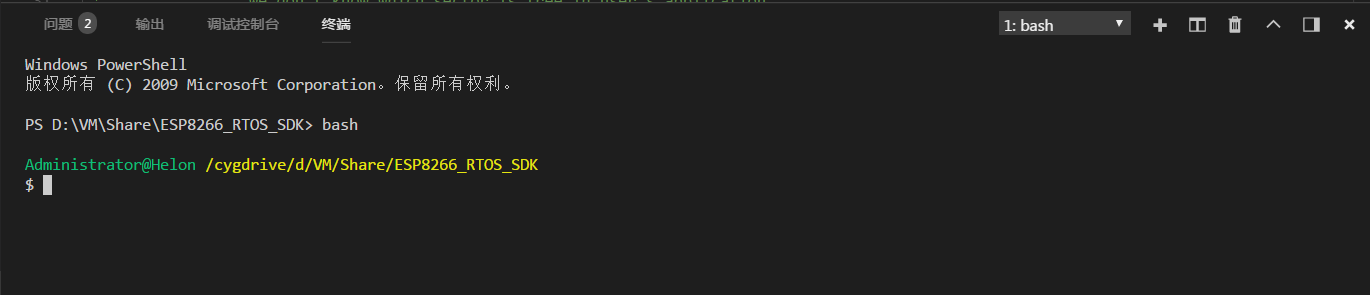 问题 2 输出 调试控制台 终端 1: bash
Windows PowerShell
版权所有 (C) 2009 Microsoft Corporation。保留所有权利。
PS D:\VM\Share\ESP8266_RTOS_SDK> bash
Administrator@Helon /cygdrive/d/VM/Share/ESP8266_RTOS_SDK
$